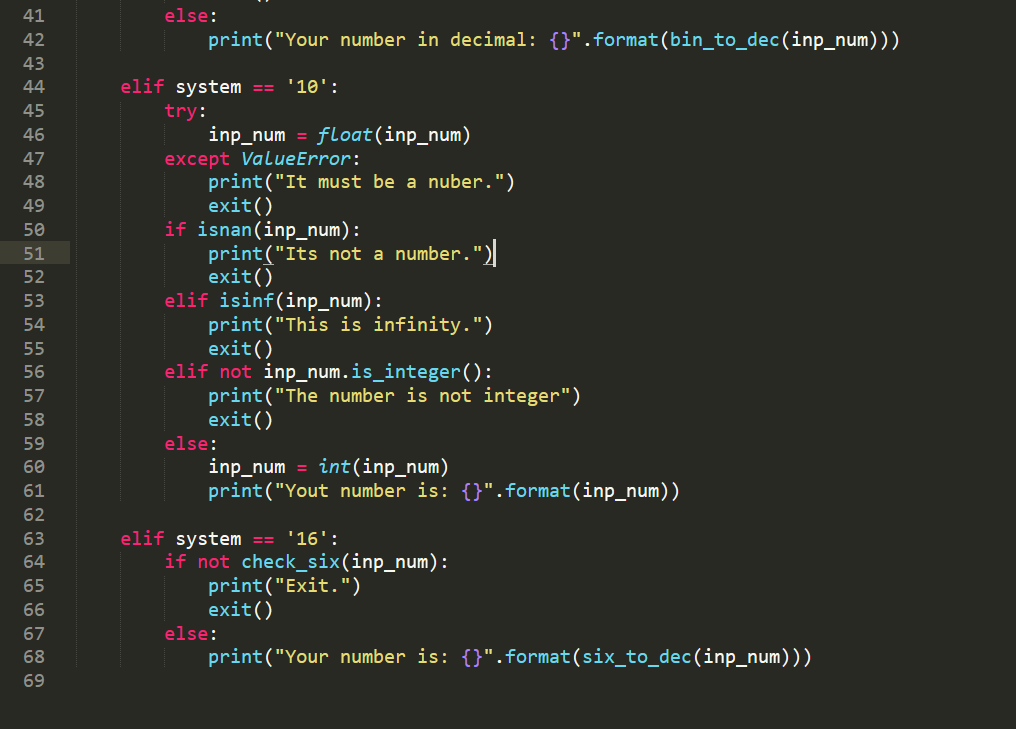 41 else:
42 print("Your number in decimal: {}".format(bin_to_dec(inp_num)))
43
44 elif system == '10':
45 try:
46 inp_num = float(inp_num)
47 except ValueError:
48 print("It must be a nuber.")
49 exit()
50 if isnan(inp_num):
51 print("Its not a number.")
52 exit()
53 elif isinf(inp_num):
54 print("This is infinity.")
55 exit()
56 elif not inp_num.is_integer():
57 print("The number is not integer")
58 exit()
59 else:
60 inp_num = int(inp_num)
61 print("Yout number is: {}".format(inp_num))
62
63 elif system == '16':
64 if not check_six(inp_num):
65 print("Exit.")
66 exit()
67 else:
68 print("Your number is: {}".format(six_to_dec(inp_num)))
69